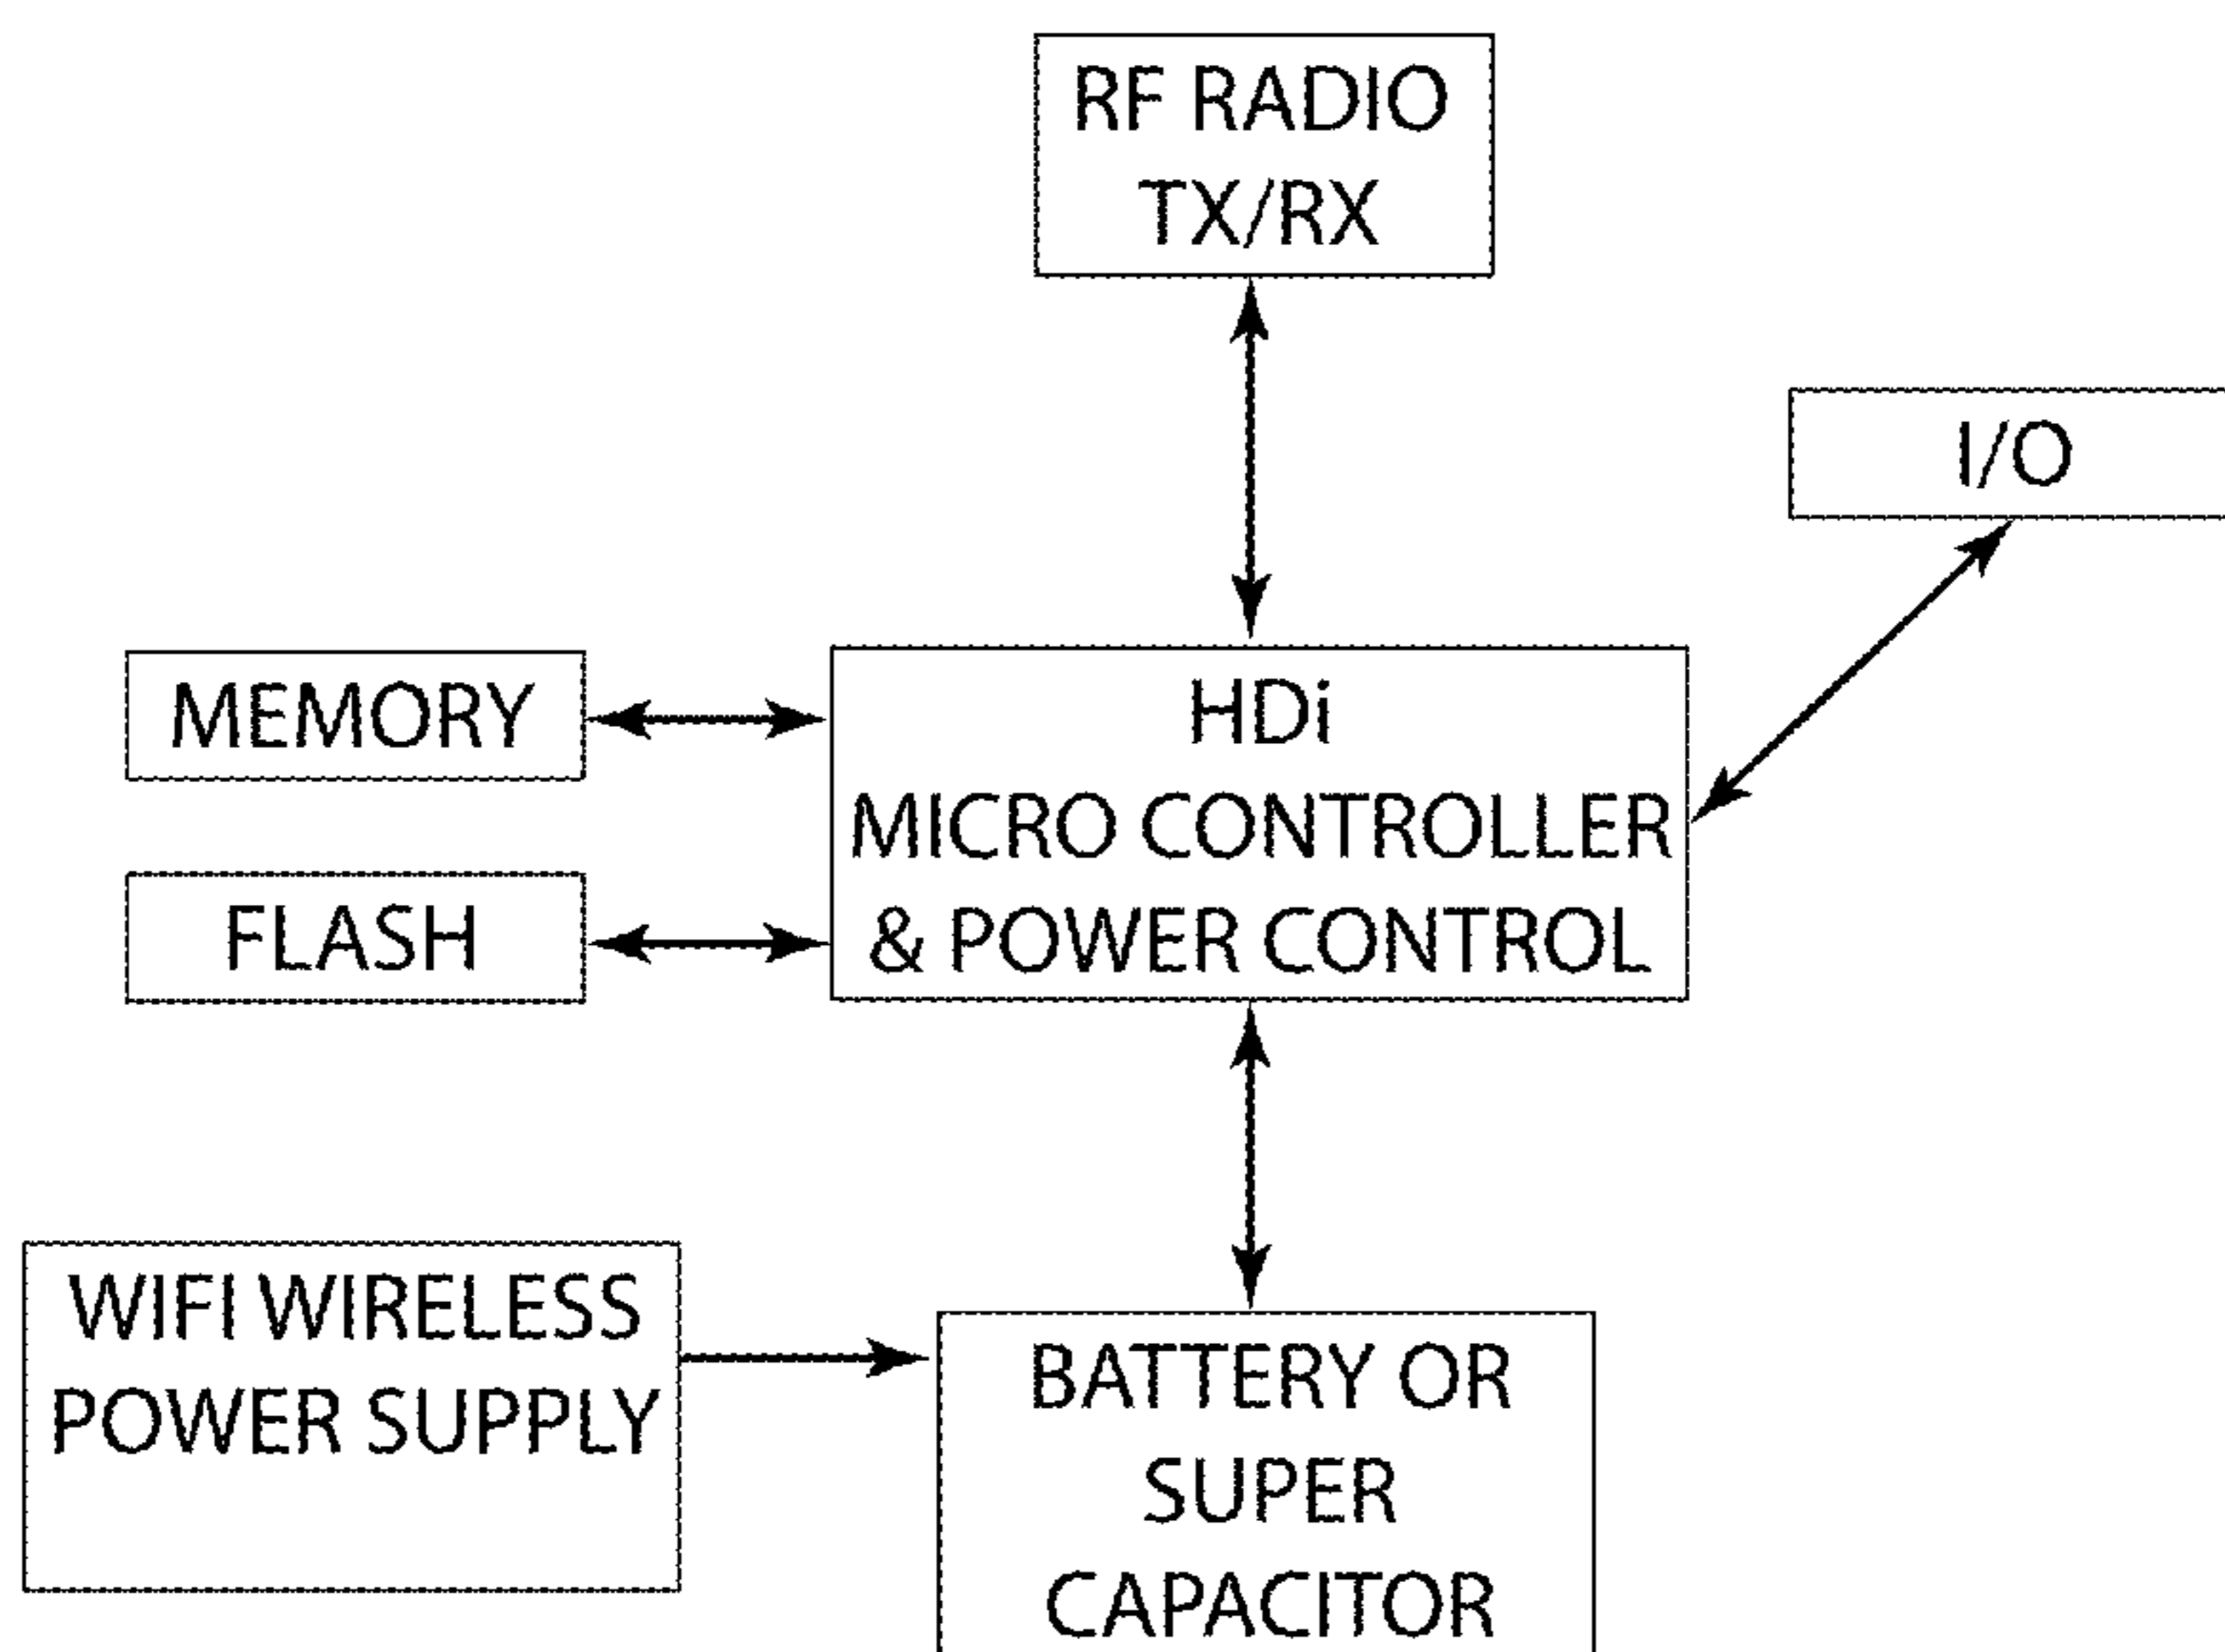 RF RADIO
TX/RX
I/O
MEMORY
HDi
MICRO CONTROLLER
& POWER CONTROL
FLASH
WIFI WIRELESS
POWER SUPPLY
BATTERY OR
SUPER
CAPACITOR